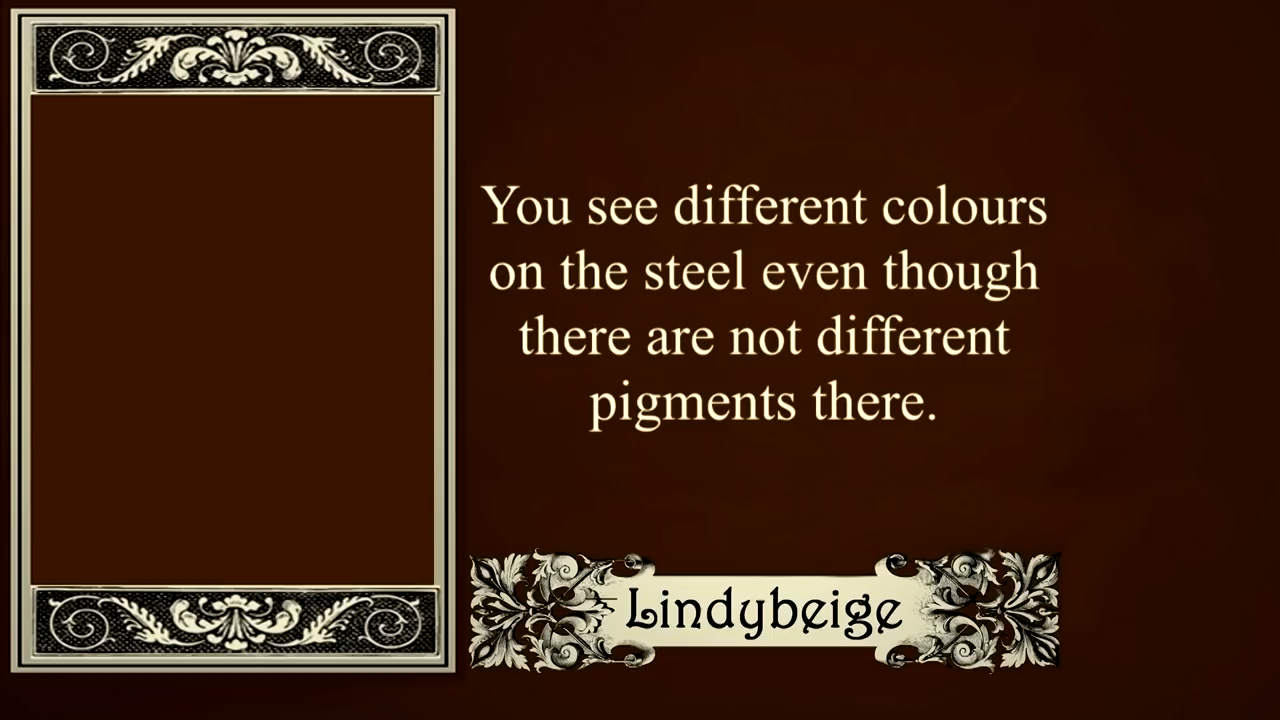 You see different colours
on the steel even though
there are not different
pigments there.
Lindybeige